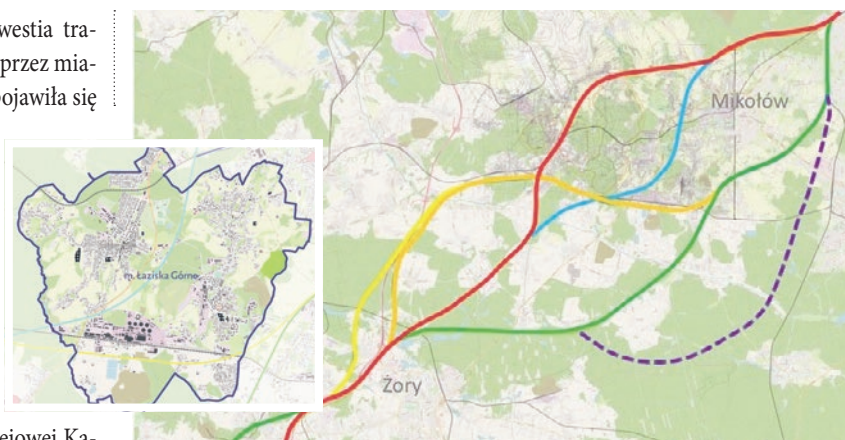 westia tra-
przez mia-
pojawiła się
Mikołów
m. Łaziska Górne
Żory
ejowej Ka-